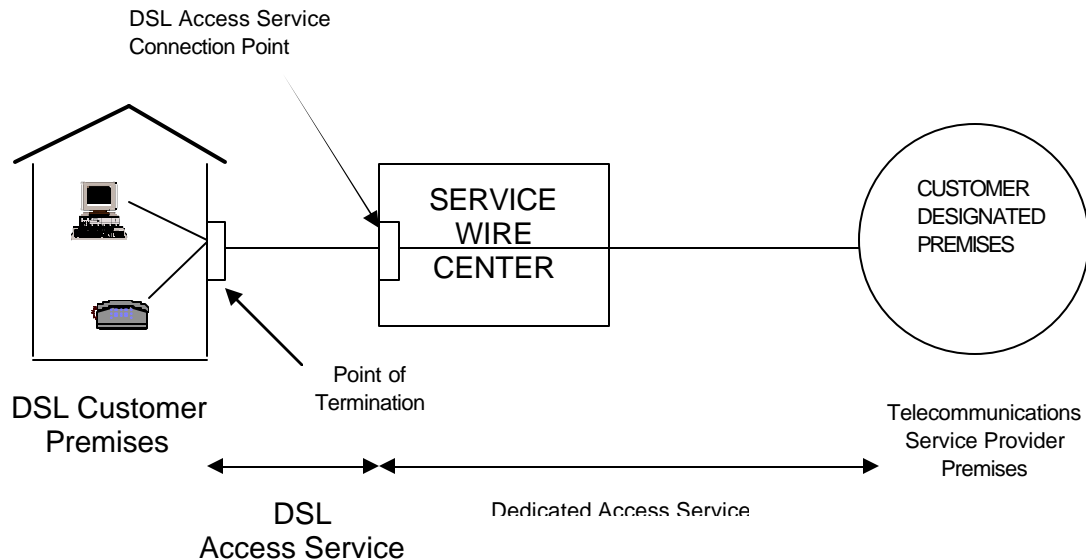 DSL Access Service
Connection Point
SERVICE
WIRE
CENTER
CUSTOMER
DESIGNATED
PREMISES
Point of
Termination
DSL Customer
Premises
Telecommunications
Service Provider
Premises
DSL
Access Service
Dedicated Access Service